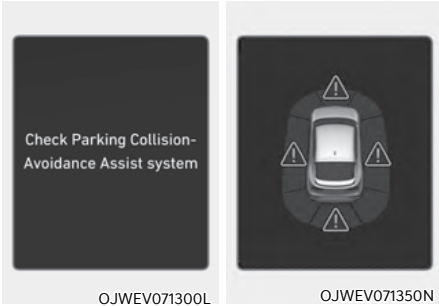 Check Parking Collision-
Avoidance Assist system
OJWEV071300L
OJWEV071350N